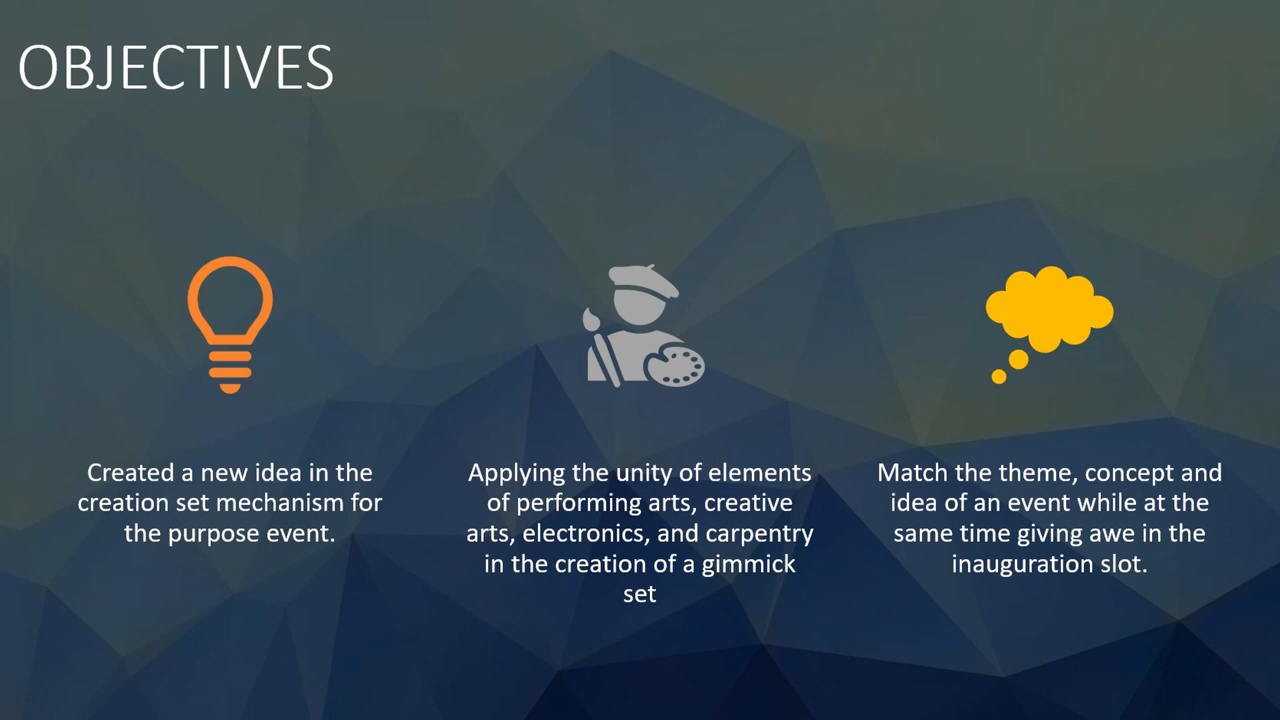 OBJECTIVES
Created a new idea in the
creation set mechanism for
the purpose event.
Applying the unity of elements
of performing arts, creative
arts, electronics, and carpentry
in the creation of a gimmick
set
Match the theme, concept and
idea of an event while at the
same time giving awe in the
inauguration slot.